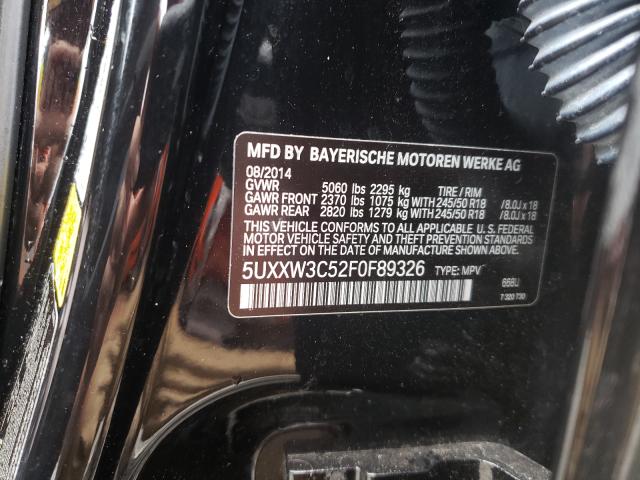 MFD BY BAYERISCHE MOTOREN WERKE AG
08/2014
GVWR 5060 lbs 2295 kg TIRE / RIM
GAWR FRONT 2370 lbs 1075 kg WITH 245/50 R18 /8.0J x 18
GAWR REAR 2820 lbs 1279 kg WITH 245/50 R18 /8.0J x 18
THIS VEHICLE CONFORMS TO ALL APPLICABLE U. S. FEDERAL
MOTOR VEHICLE SAFETY AND THEFT PREVENTION STANDARDS
IN EFFECT ON THE DATE OF MANUFACTURE SHOWN ABOVE.
5UXXW3C52F0F89326 TYPE: MPV
7 320 730